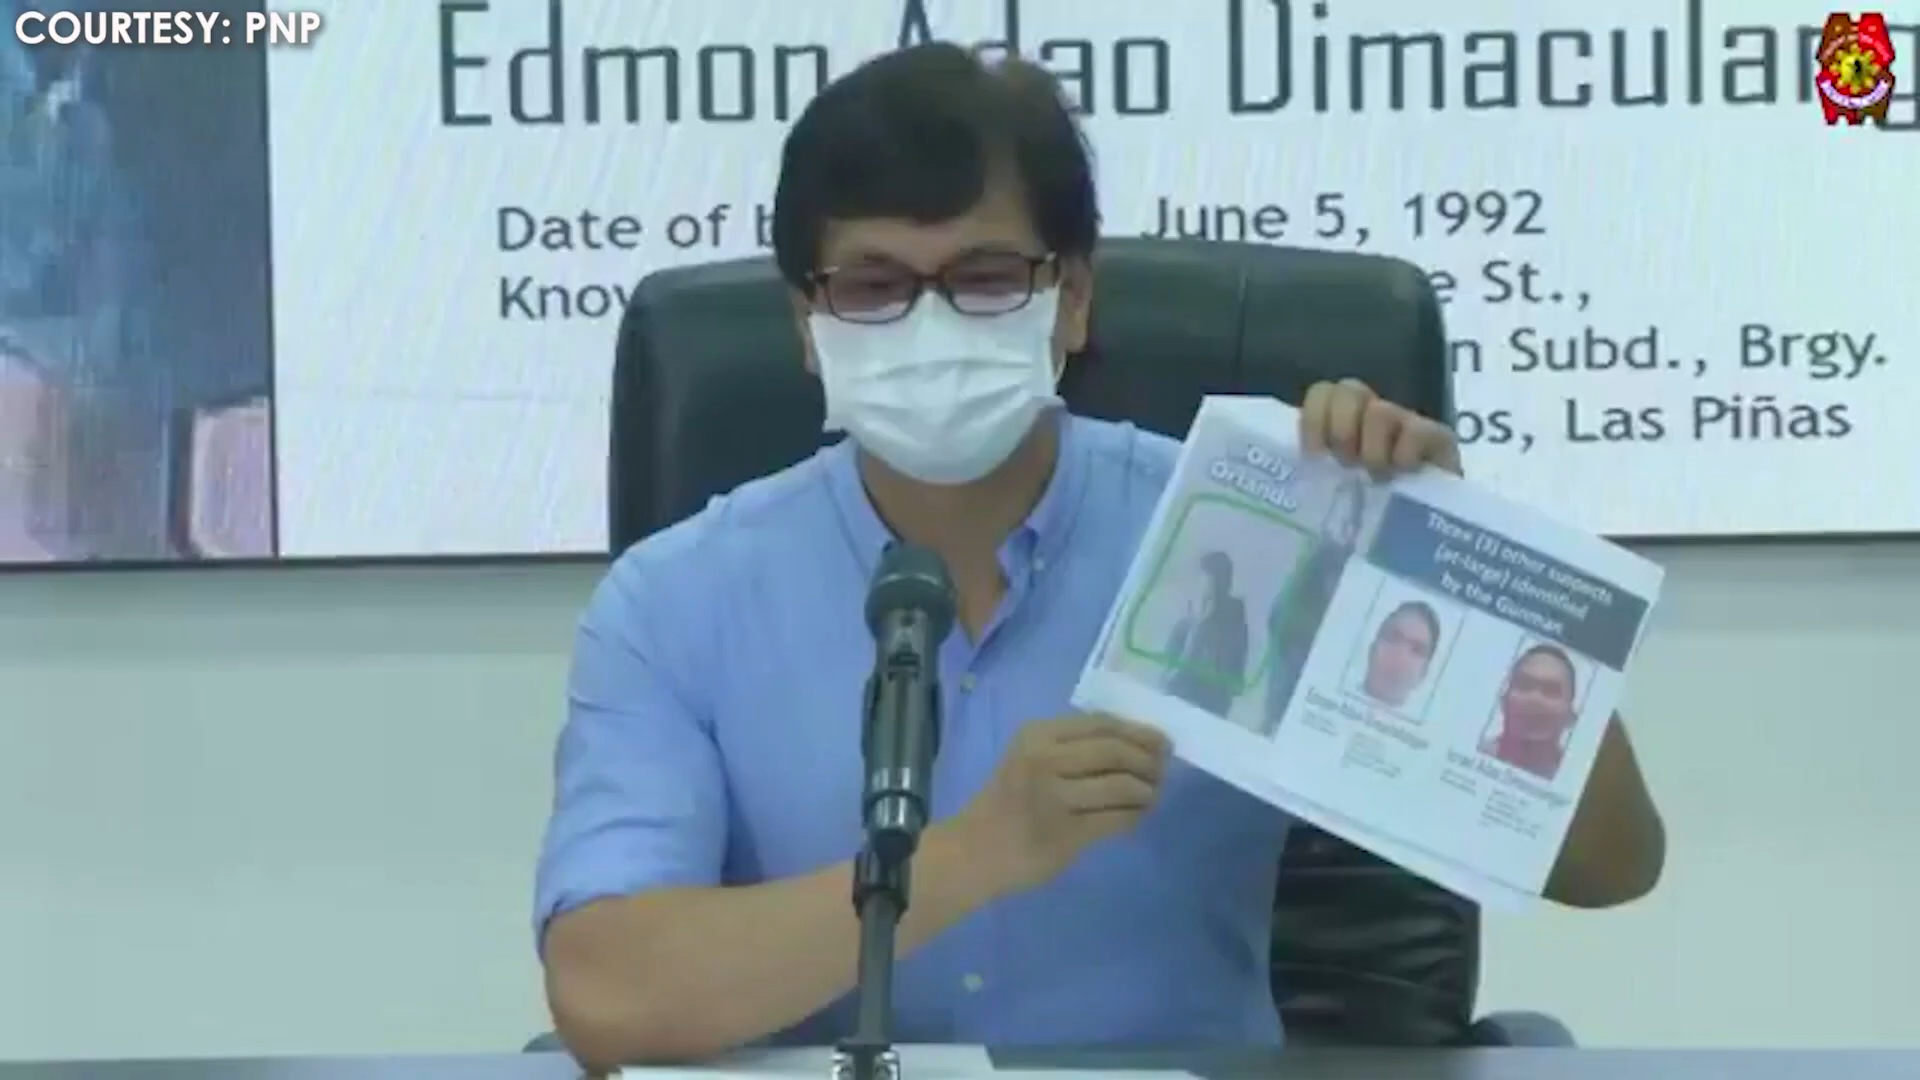 COURTESY: PNP
Edmon Adao Dimaculang
Date of b June 5, 1992
Know e St.,
n Subd., Brgy.
os, Las Piñas
Orly
Orlando
Three (3) other suspects
(at-large) identified
by the Gunman